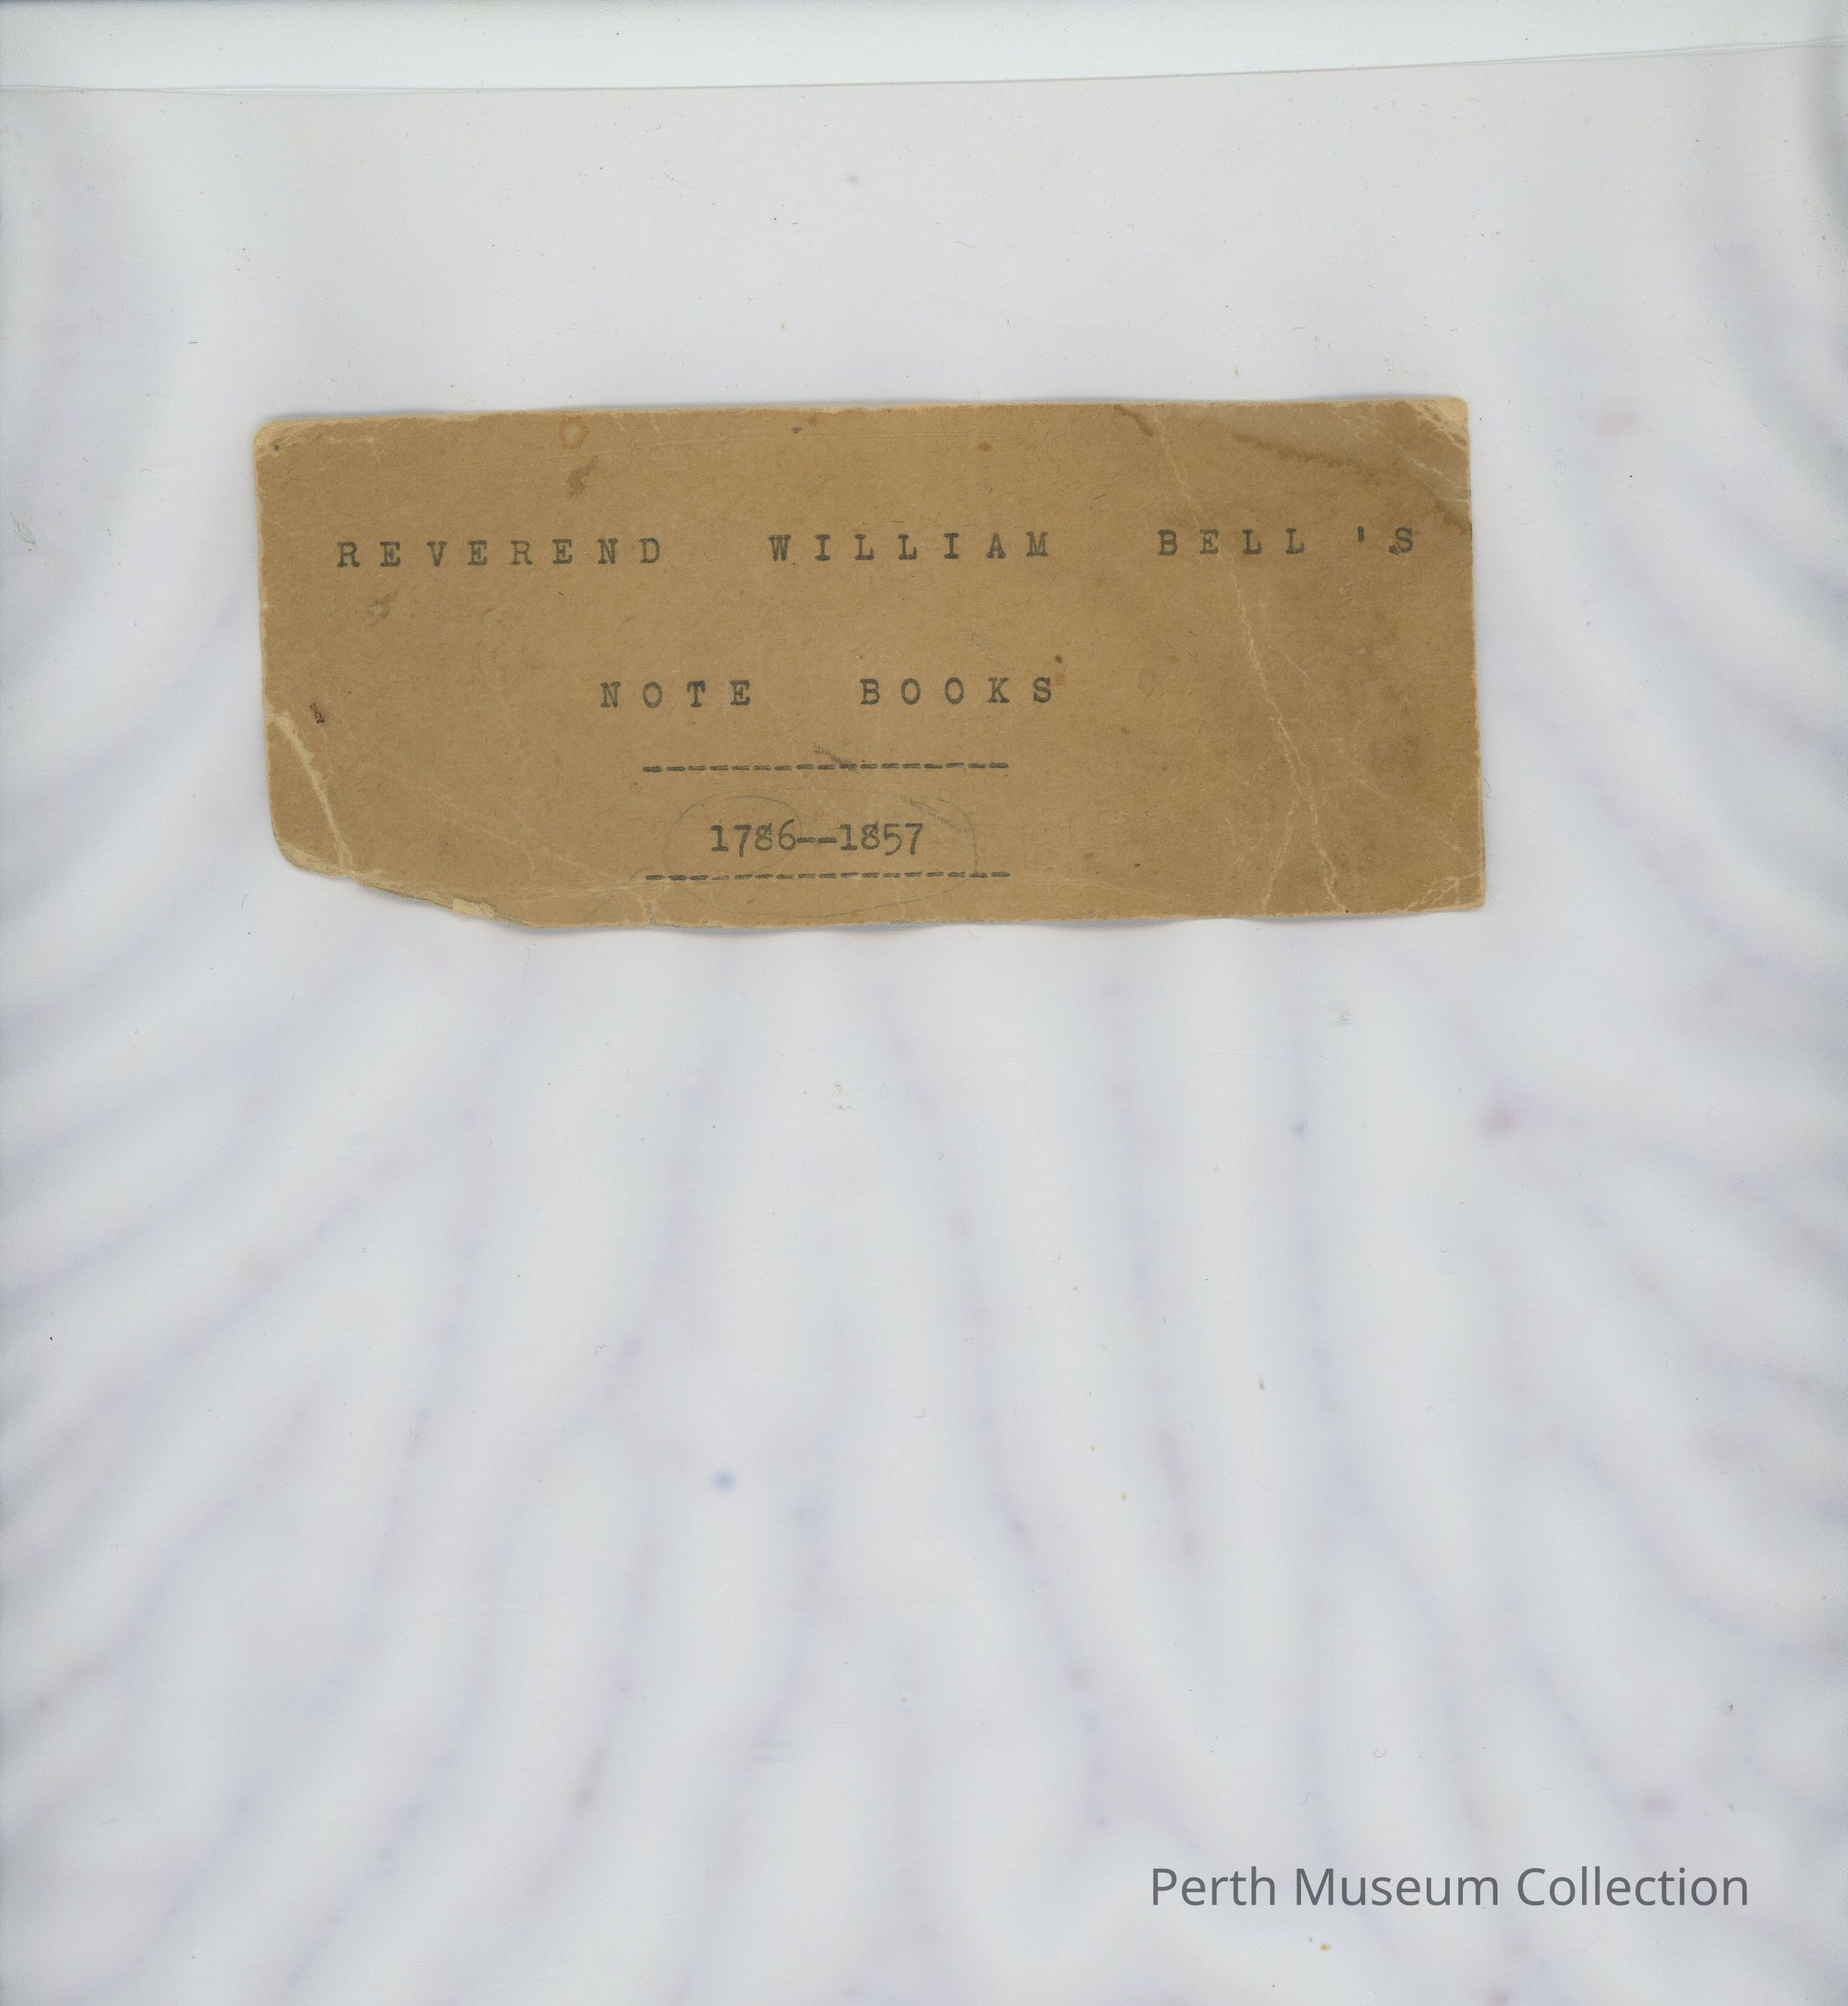 REVEREND WILLIAM BELL'S
NOTE BOOKS
-----------------
1786--1857
-----------------
Perth Museum Collection